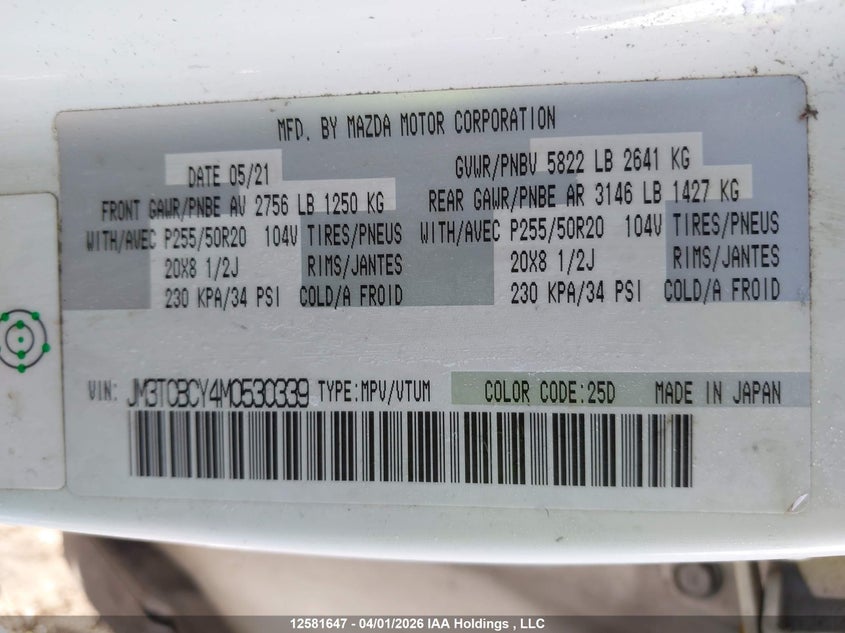 MFD. BY MAZDA MOTOR CORPORATION
DATE 05/21 GVWR/PNBV 5822 LB 2641 KG
FRONT GAWR/PNBE AV 2756 LB 1250 KG REAR GAWR/PNBE AR 3146 LB 1427 KG
WITH/AVEC P255/50R20 104V TIRES/PNEUS WITH/AVEC P255/50R20 104V TIRES/PNEUS
20X8 1/2J RIMS/JANTES 20X8 1/2J RIMS/JANTES
230 KPA/34 PSI COLD/A FROID 230 KPA/34 PSI COLD/A FROID
VIN: JM3TCBCY4M0530339 TYPE:MPV/VTUM COLOR CODE:25D MADE IN JAPAN
12581647 - 04/01/2026 IAA Holdings , LLC